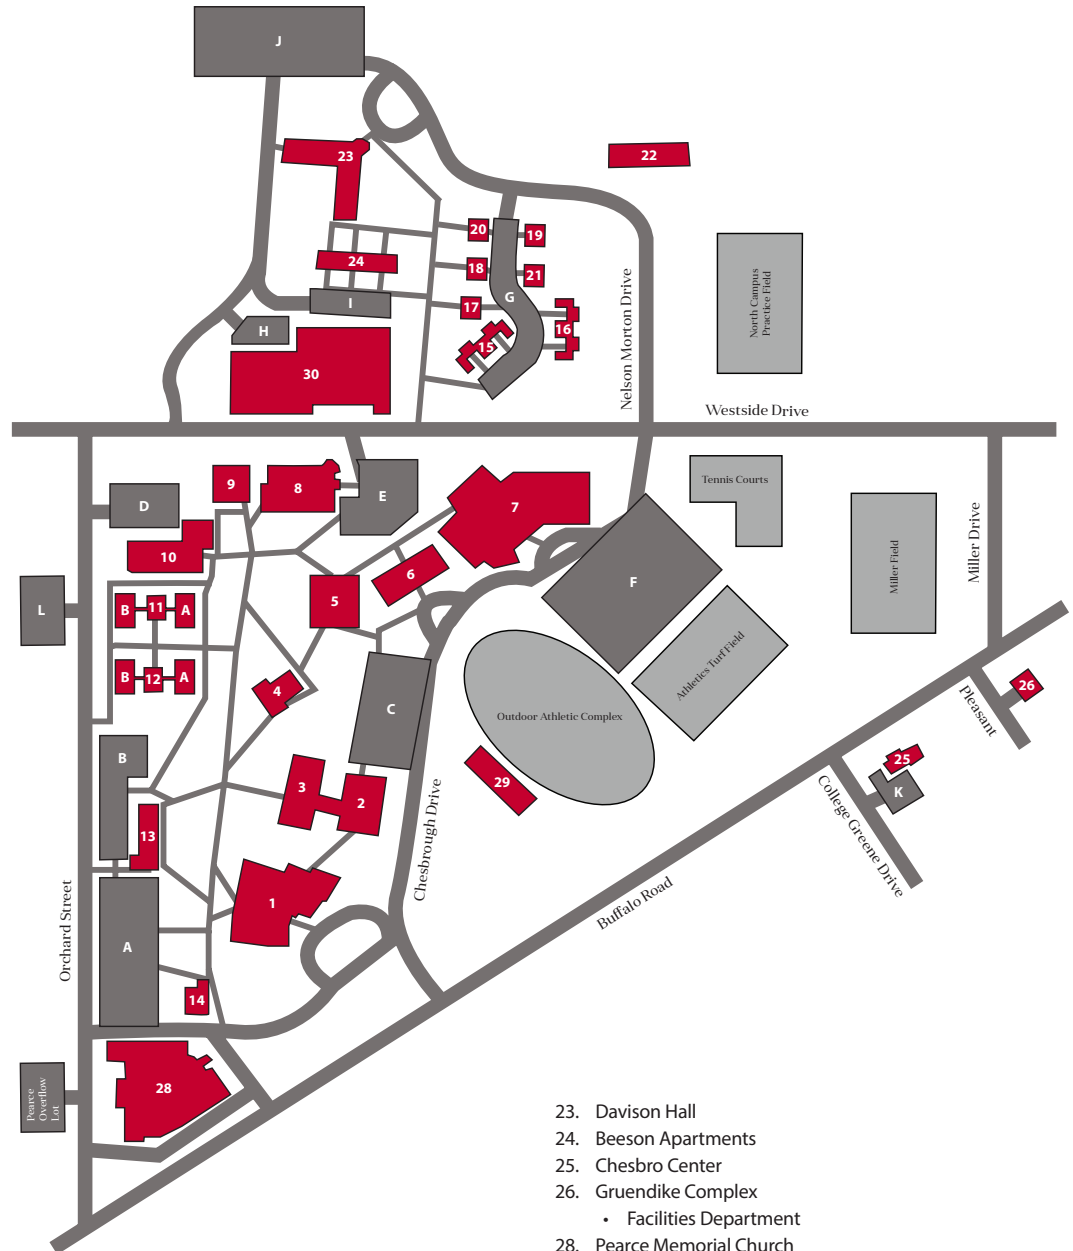 J
23
22
20
19
24
18
21
G
17
I
H
16
15
30
North Campus
Practice Field
Nelson Morton Drive
Westside Drive
9
8
E
D
7
Tennis Courts
10
6
F
Miller Field
Miller Drive
L
B
11
A
5
B
12
A
4
C
Athletics Turf Field
Outdoor Athletic Complex
26
Pleasant
B
3
2
29
25
K
College Greene Drive
13
Chesbrough Drive
1
Buffalo Road
Orchard Street
A
14
28
Pearce
Overflow
Lot
23. Davison Hall
24. Beeson Apartments
25. Chesbro Center
26. Gruendike Complex
• Facilities Department
28. Pearce Memorial Church